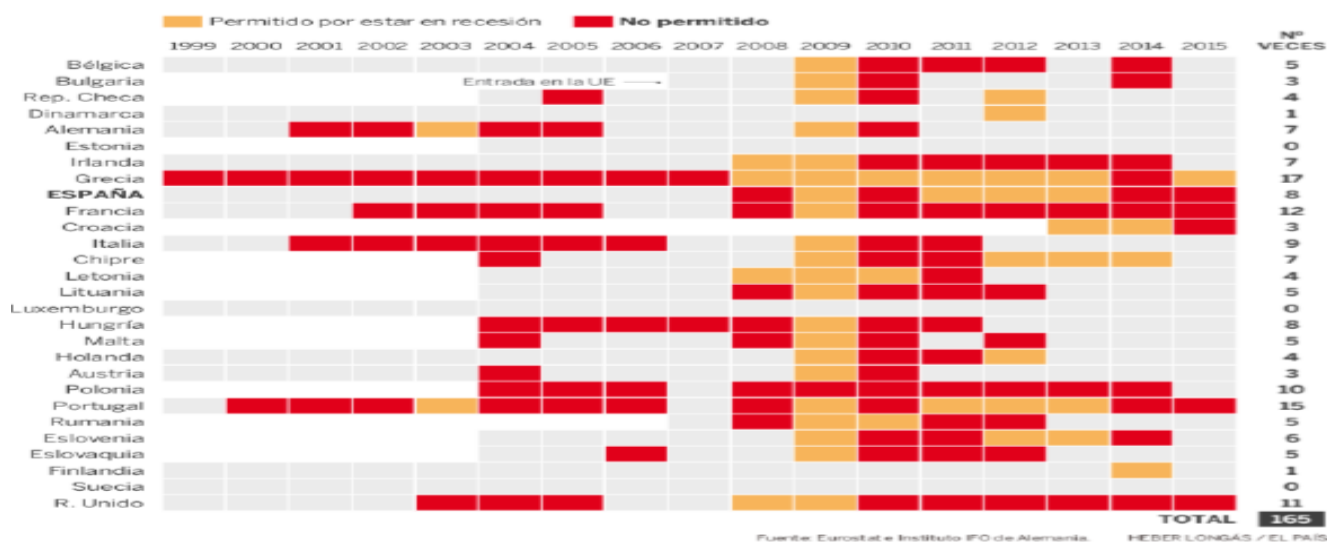 Permitido por estar en recesión No permitido
1999 2000 2001 2002 2003 2004 2005 2006 2007 2008 2009 2010 2011 2012 2013 2014 2015 Nº VECES
Bélgica 5
Bulgaria Entrada en la UE 3
Rep. Checa 4
Dinamarca 1
Alemania 7
Estonia 0
Irlanda 7
Grecia 17
ESPAÑA 8
Francia 12
Croacia 3
Italia 9
Chipre 7
Letonia 4
Lituania 5
Luxemburgo 0
Hungría 8
Malta 5
Holanda 4
Austria 3
Polonia 10
Portugal 15
Rumania 5
Eslovenia 6
Eslovaquia 5
Finlandia 1
Suecia 0
R. Unido 11
TOTAL 165
Fuente: Eurostat e Instituto IFO de Alemania. HEBER LONGÁS / EL PAÍS